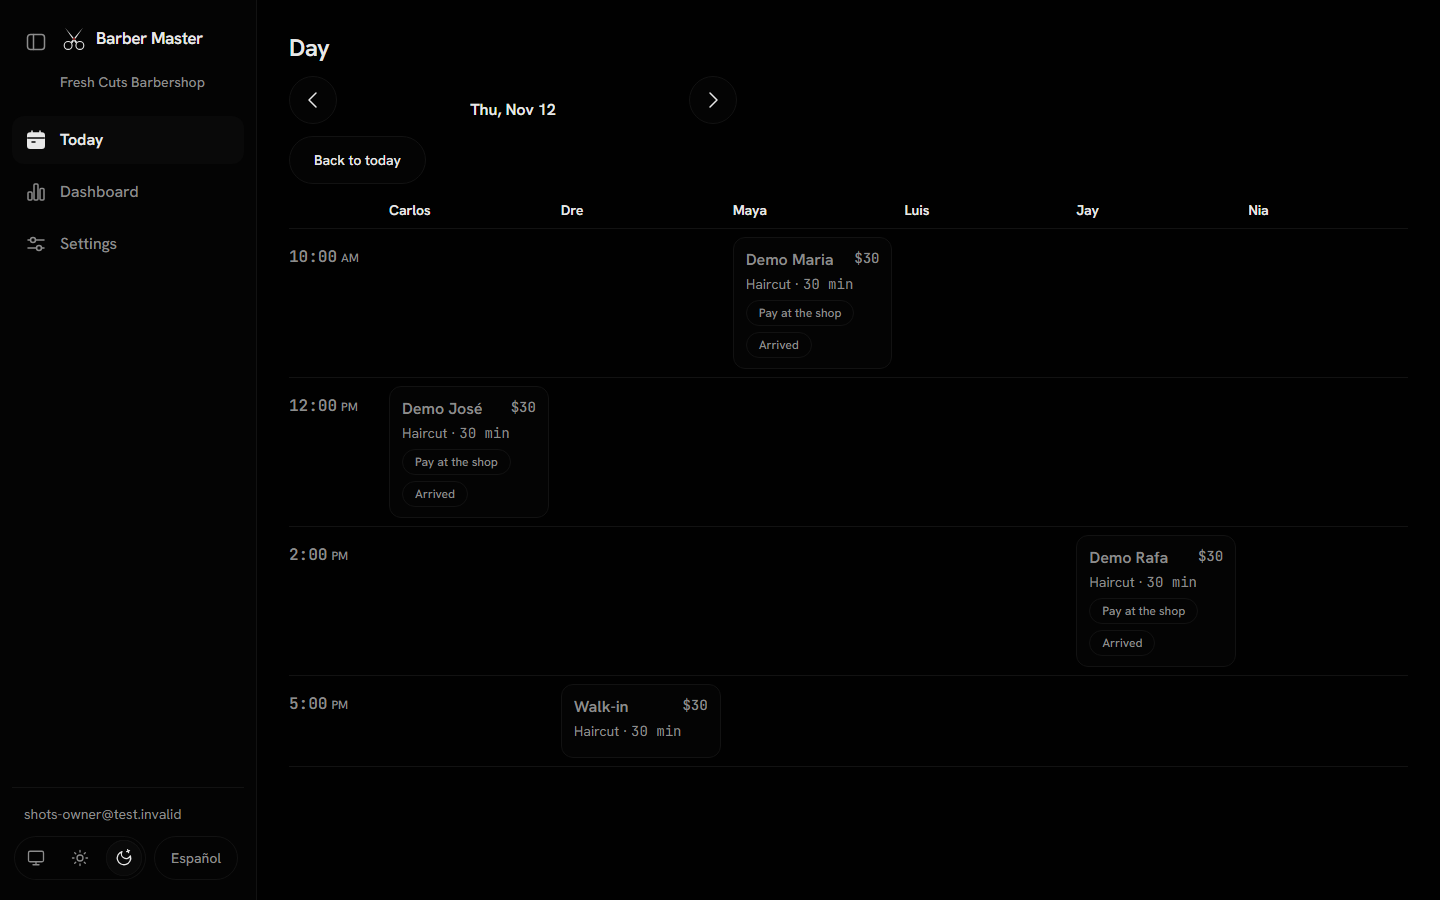 Barber Master
Fresh Cuts Barbershop
Today
Dashboard
Settings
shots-owner@test.invalid
Español
Day
Thu, Nov 12
Back to today
Carlos Dre Maya Luis Jay Nia
10:00 AM
Demo Maria $30
Haircut · 30 min
Pay at the shop
Arrived
12:00 PM
Demo José $30
Haircut · 30 min
Pay at the shop
Arrived
2:00 PM
Demo Rafa $30
Haircut · 30 min
Pay at the shop
Arrived
5:00 PM
Walk-in $30
Haircut · 30 min